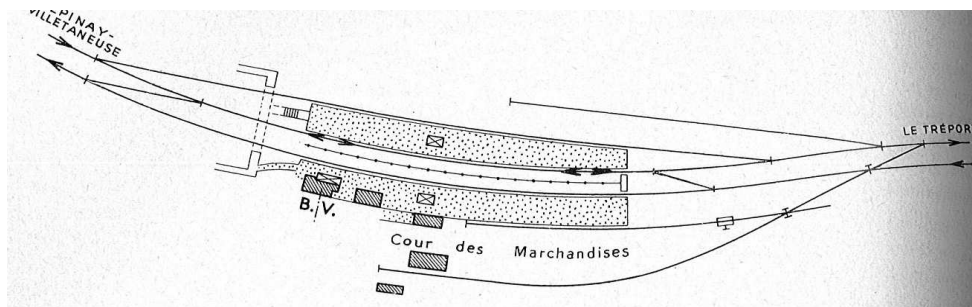 PINAY-
VILLETANEUSE
LE TRÉPOR
B. V.
Cour des Marchandises